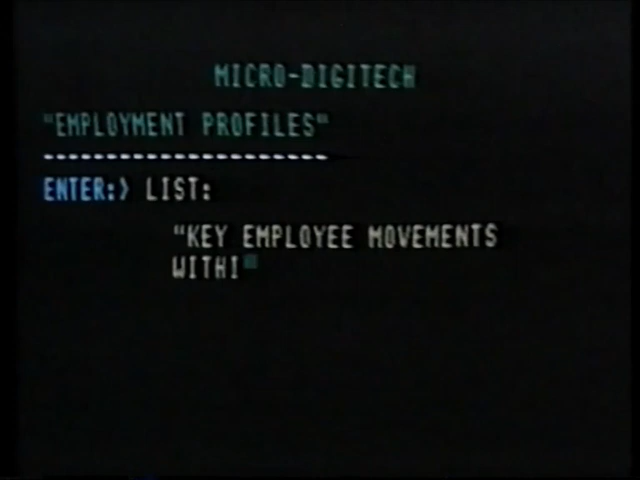 MICRO-DIGITECH
"EMPLOYMENT PROFILES"
ENTER:> LIST:
"KEY EMPLOYEE MOVEMENTS
WITHI